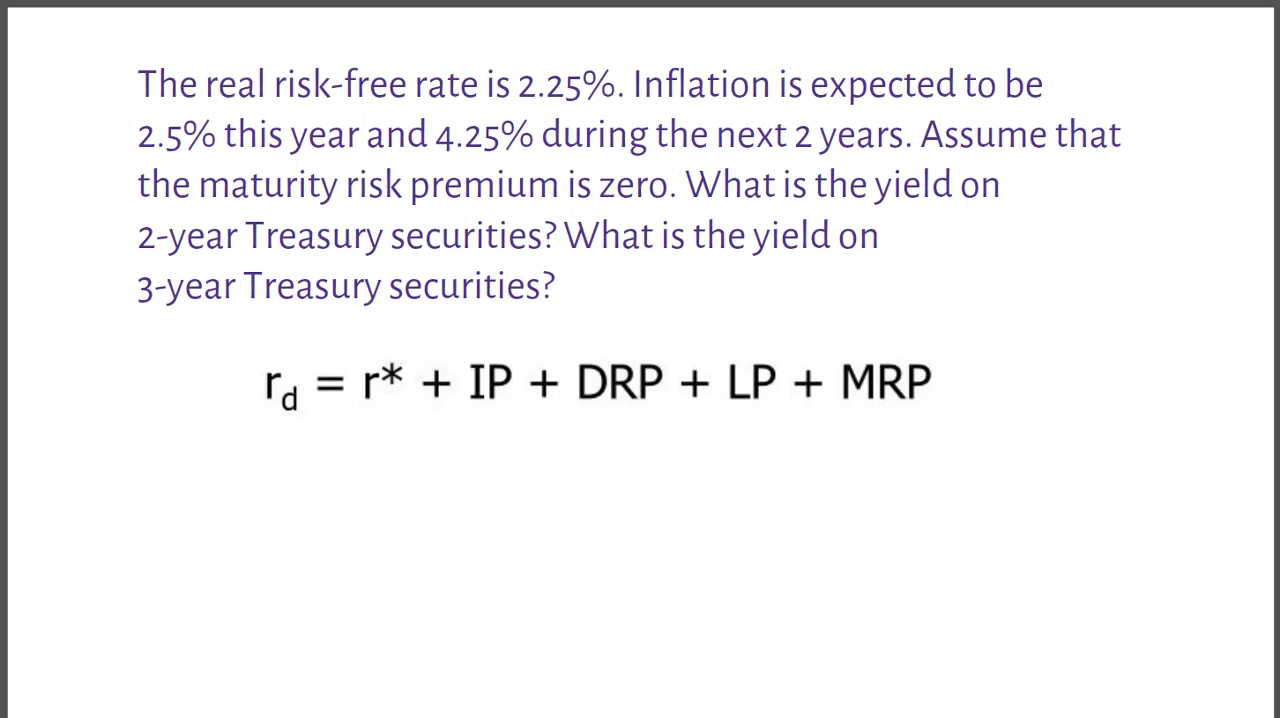 The real risk-free rate is 2.25%. Inflation is expected to be
2.5% this year and 4.25% during the next 2 years. Assume that
the maturity risk premium is zero. What is the yield on
2-year Treasury securities? What is the yield on
3-year Treasury securities?
r_d = r* + IP + DRP + LP + MRP